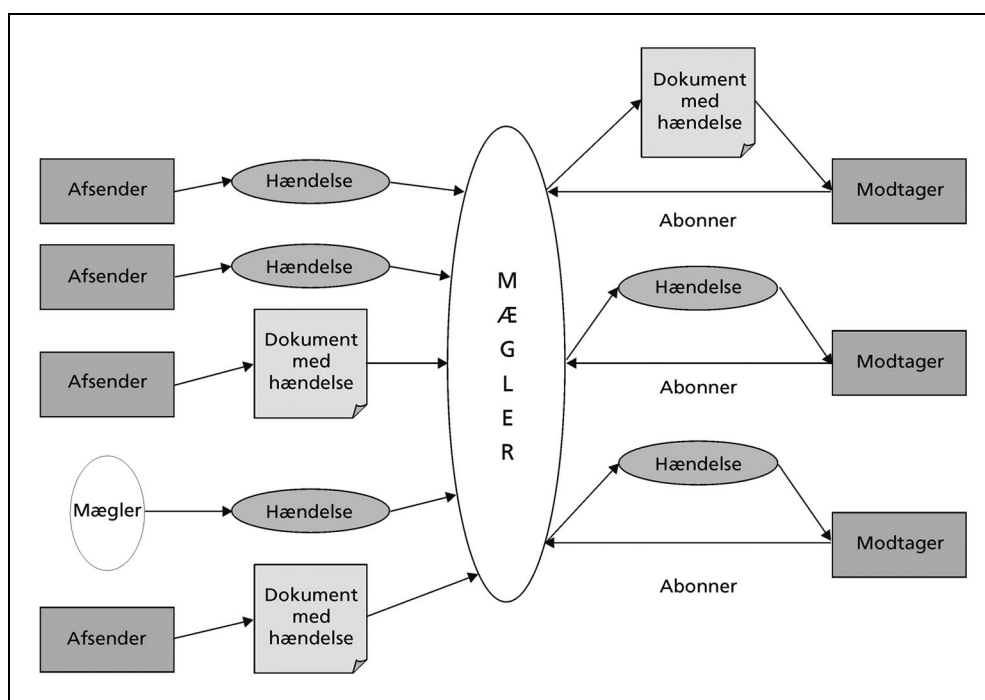 Afsender
Hændelse
Afsender
Hændelse
Afsender
Dokument
med
hændelse
Mægler
Hændelse
Afsender
Dokument
med
hændelse
M
Æ
G
L
E
R
Dokument
med
hændelse
Modtager
Abonner
Hændelse
Modtager
Abonner
Hændelse
Modtager
Abonner